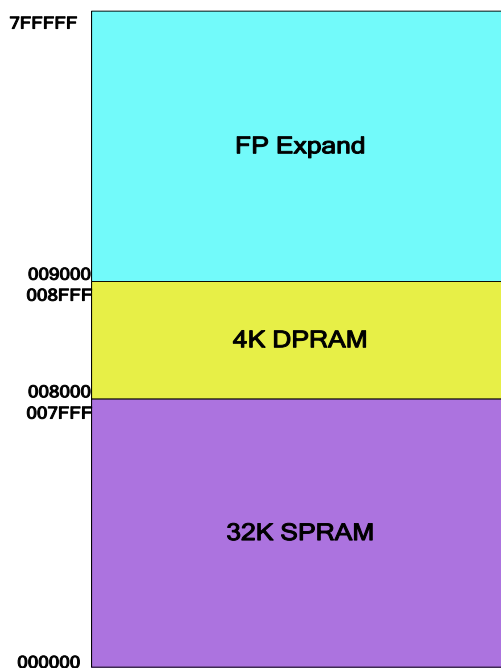 7FFFFF
FP Expand
009000
008FFF
4K DPRAM
008000
007FFF
32K SPRAM
000000